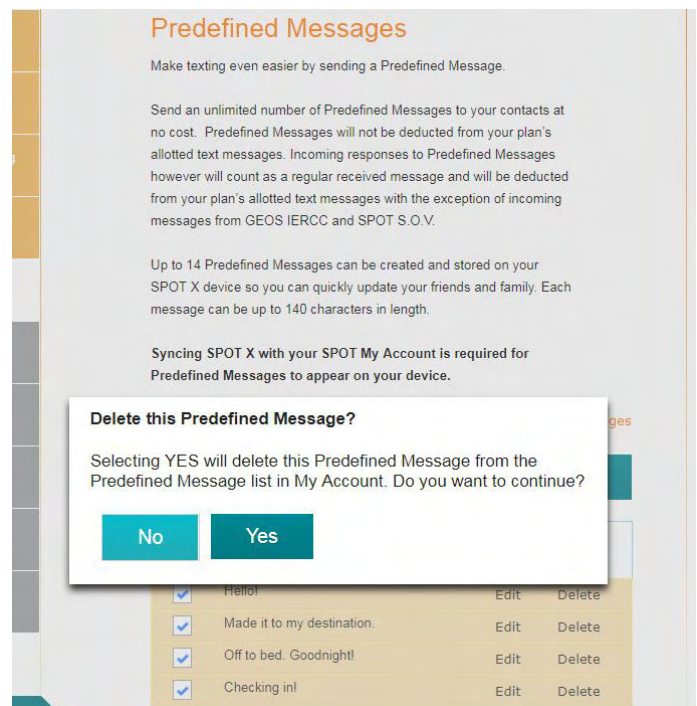 Predefined Messages
Make texting even easier by sending a Predefined Message.
Send an unlimited number of Predefined Messages to your contacts at
no cost. Predefined Messages will not be deducted from your plan's
allotted text messages. Incoming responses to Predefined Messages
however will count as a regular received message and will be deducted
from your plan's allotted text messages with the exception of incoming
messages from GEOS IERCC and SPOT S.O.V.
Up to 14 Predefined Messages can be created and stored on your
SPOT X device so you can quickly update your friends and family. Each
message can be up to 140 characters in length.
Syncing SPOT X with your SPOT My Account is required for
Predefined Messages to appear on your device.
Delete this Predefined Message?
Selecting YES will delete this Predefined Message from the
Predefined Message list in My Account. Do you want to continue?
No Yes
Hello! Edit Delete
Made it to my destination. Edit Delete
Off to bed. Goodnight! Edit Delete
Checking in! Edit Delete